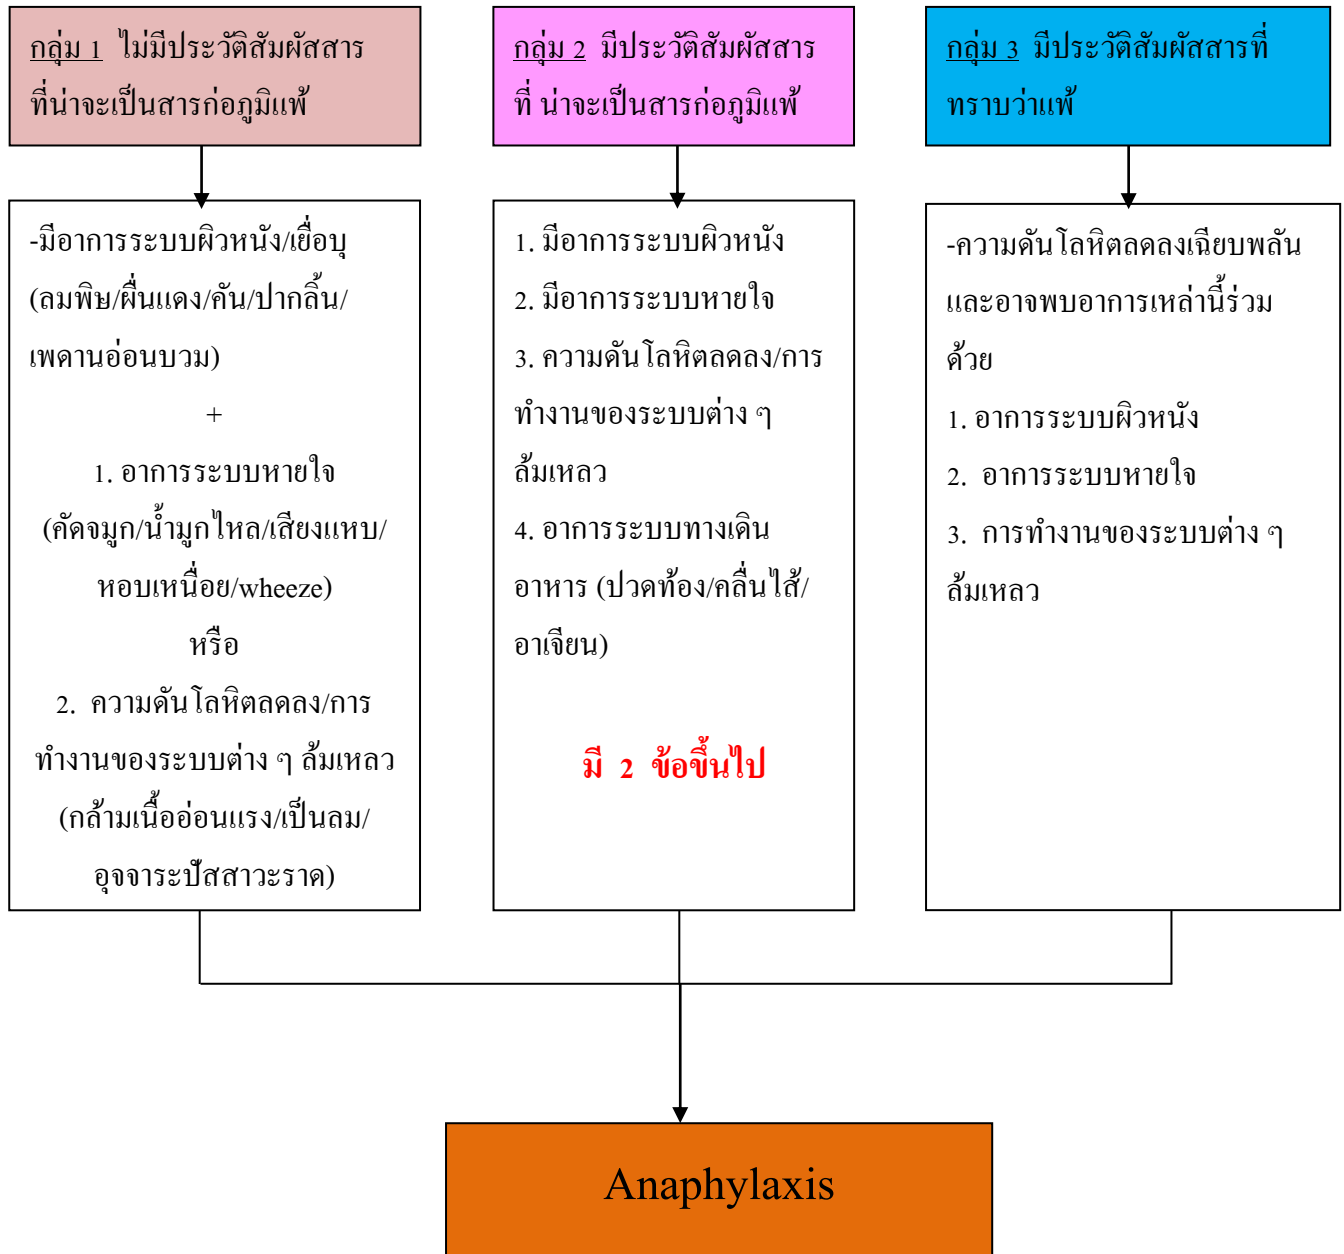 กลุ่ม 1 ไม่มีประวัติสัมผัสสาร
ที่น่าจะเป็นสารก่อภูมิแพ้
-มีอาการระบบผิวหนัง/เยื่อบุ
(ลมพิษ/ผื่นแดง/คัน/ปากลิ้น/
เพดานอ่อนบวม)
+
1. อาการระบบหายใจ
(คัดจมูก/น้ำมูกไหล/เสียงแหบ/
หอบเหนื่อย/wheeze)
หรือ
2. ความดันโลหิตลดลง/การ
ทำงานของระบบต่าง ๆ ล้มเหลว
(กล้ามเนื้ออ่อนแรง/เป็นลม/
อุจจาระปัสสาวะราด)
กลุ่ม 2 มีประวัติสัมผัสสาร
ที่ น่าจะเป็นสารก่อภูมิแพ้
1. มีอาการระบบผิวหนัง
2. มีอาการระบบหายใจ
3. ความดันโลหิตลดลง/การ
ทำงานของระบบต่าง ๆ
ล้มเหลว
4. อาการระบบทางเดิน
อาหาร (ปวดท้อง/คลื่นไส้/
อาเจียน)
มี 2 ข้อขึ้นไป
กลุ่ม 3 มีประวัติสัมผัสสารที่
ทราบว่าแพ้
-ความดันโลหิตลดลงเฉียบพลัน
และอาจพบอาการเหล่านี้ร่วม
ด้วย
1. อาการระบบผิวหนัง
2. อาการระบบหายใจ
3. การทำงานของระบบต่าง ๆ
ล้มเหลว
Anaphylaxis